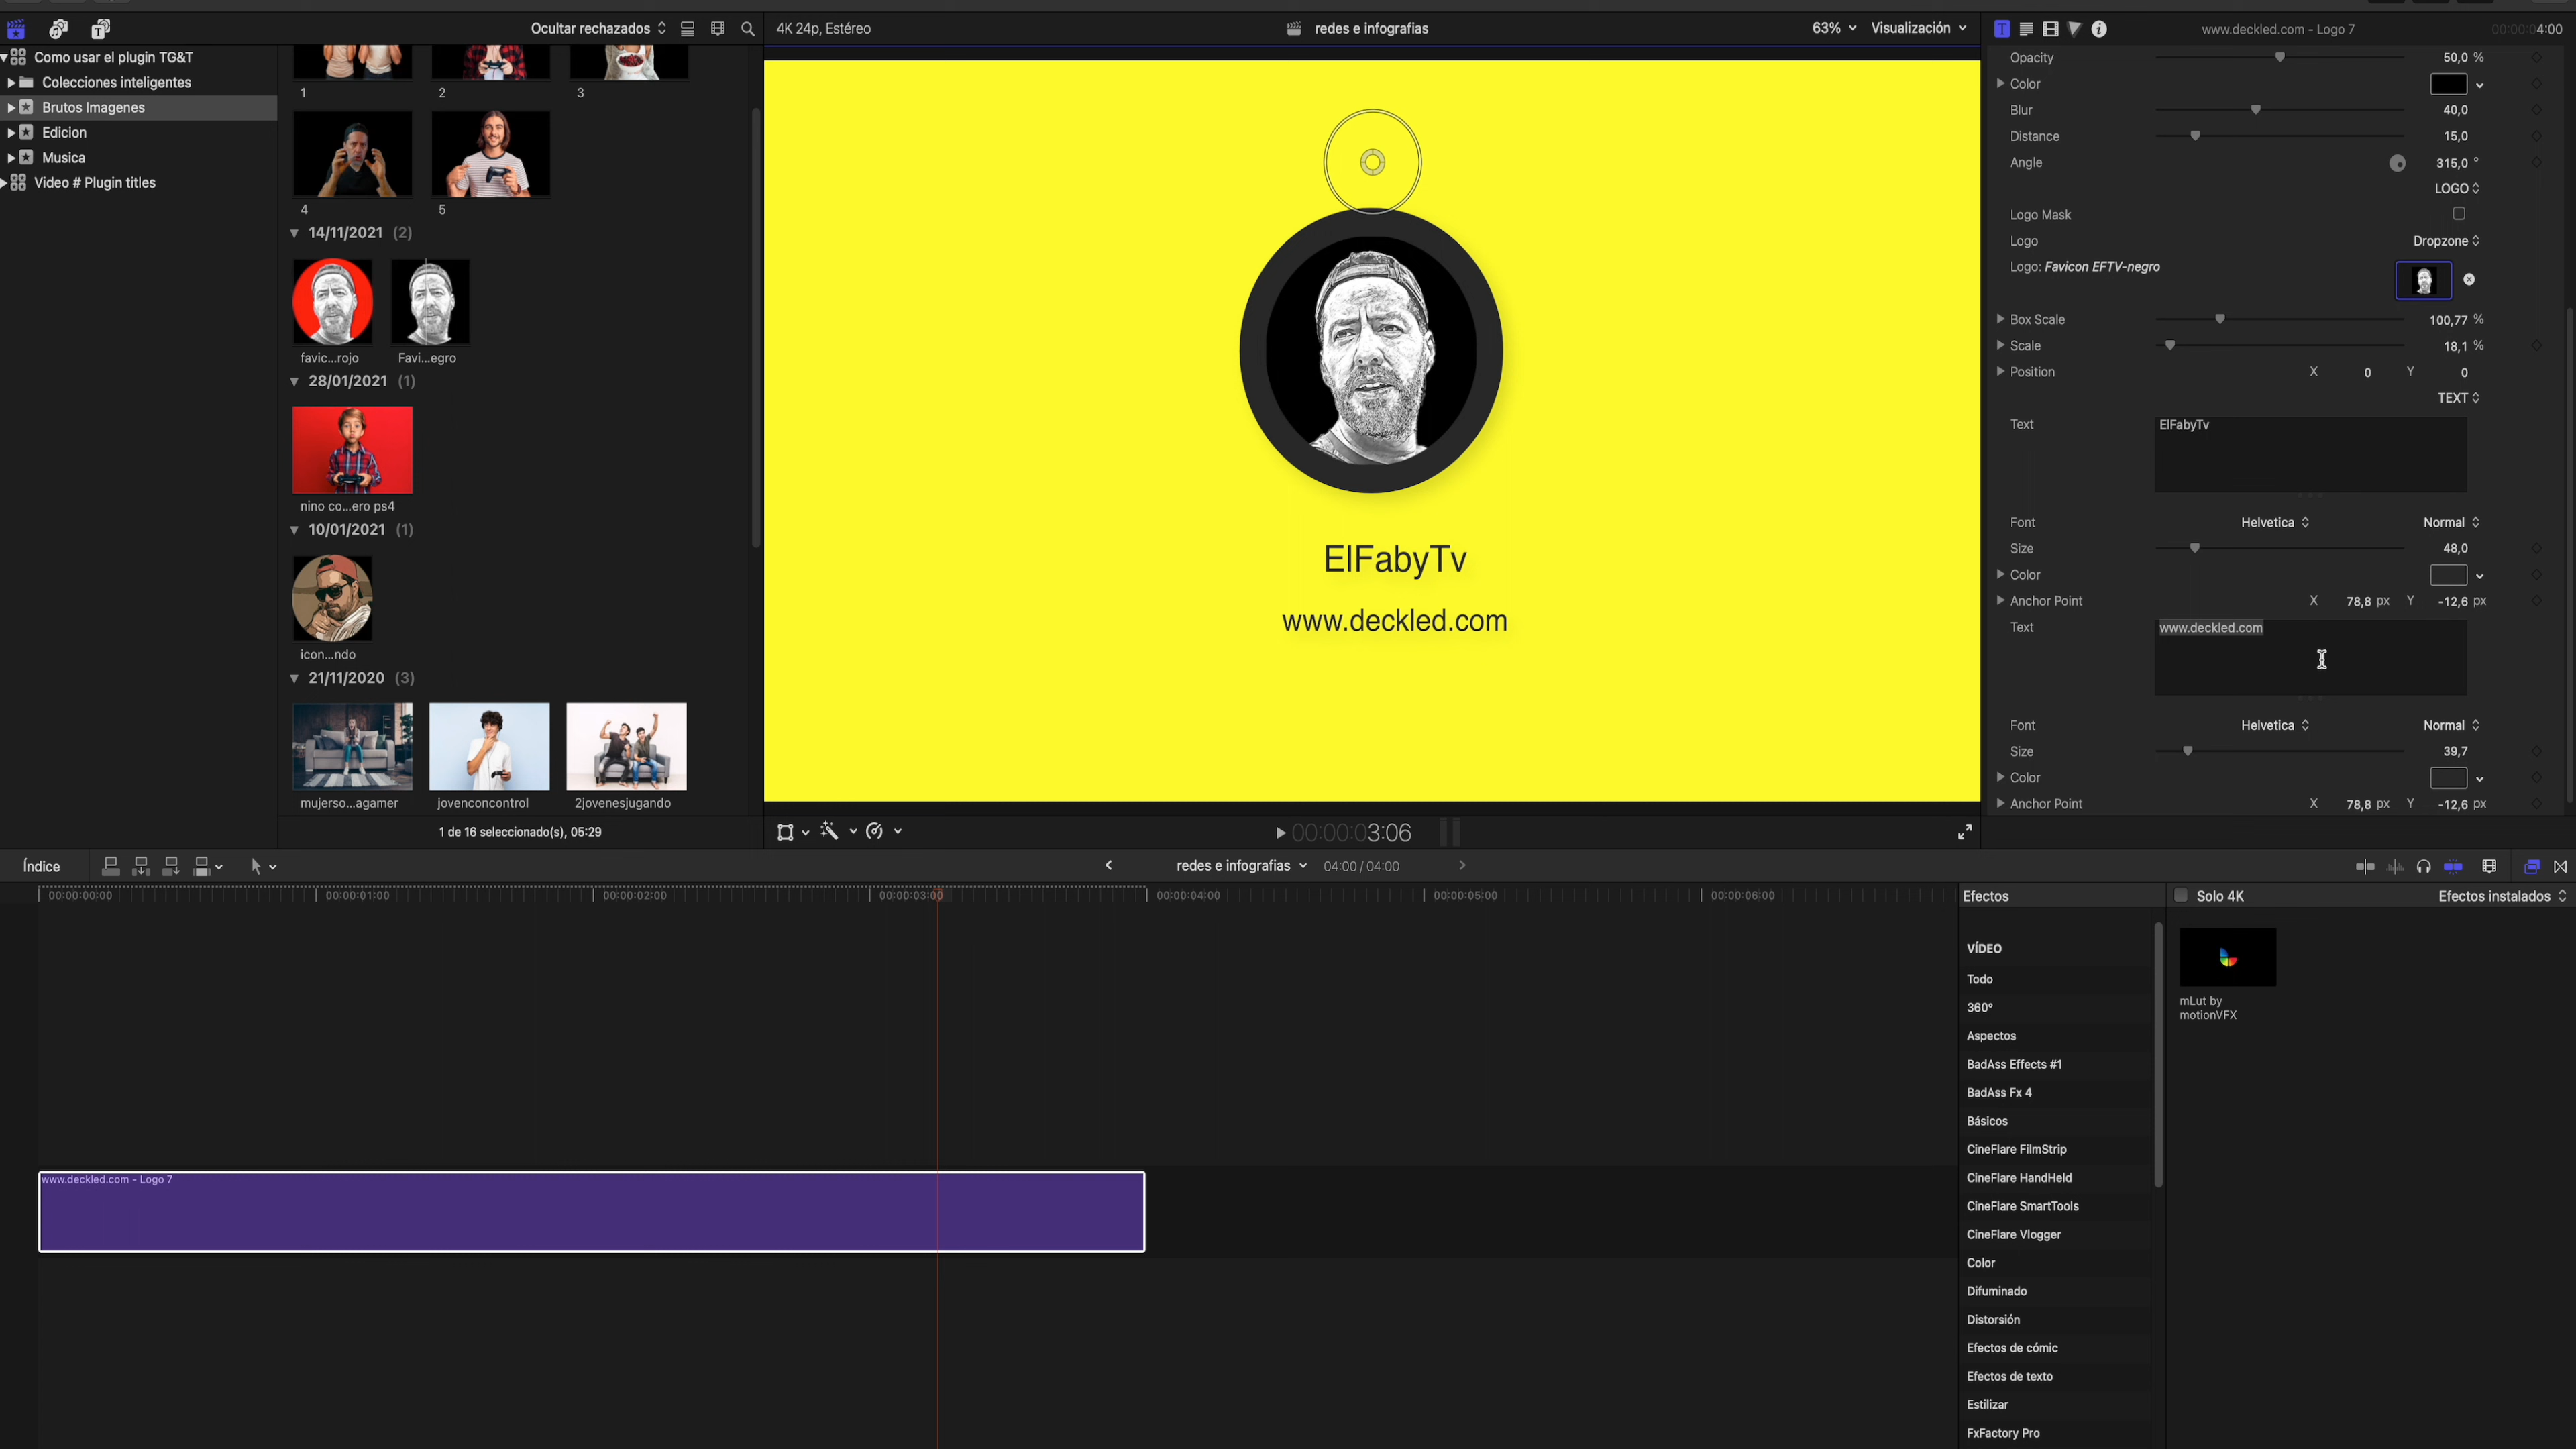 Ocultar rechazados
4K 24p, Estéreo
redes e infografias
63%
Visualización
www.deckled.com - Logo 7
00:00:04:00
Como usar el plugin TG&T
Colecciones inteligentes
Brutos Imagenes
Edicion
Musica
Video # Plugin titles
1
2
3
4
5
14/11/2021 (2)
favic...rojo
Favi...egro
28/01/2021 (1)
nino co...ero ps4
10/01/2021 (1)
icon...ndo
21/11/2020 (3)
mujerso...agamer
jovenconcontrol
2jovenesjugando
1 de 16 seleccionado(s), 05:29
ElFabyTv
www.deckled.com
00:00:03:06
Opacity 50,0 %
Color
Blur 40,0
Distance 15,0
Angle 315,0 °
LOGO
Logo Mask
Logo Dropzone
Logo: Favicon EFTV-negro
Box Scale 100,77 %
Scale 18,1 %
Position X 0 Y 0
TEXT
Text ElFabyTv
Font Helvetica Normal
Size 48,0
Color
Anchor Point X 78,8 px Y -12,6 px
Text www.deckled.com
Font Helvetica Normal
Size 39,7
Color
Anchor Point X 78,8 px Y -12,6 px
Índice
redes e infografias
04:00 / 04:00
00:00:00:00
00:00:01:00
00:00:02:00
00:00:03:00
00:00:04:00
00:00:05:00
00:00:06:00
www.deckled.com - Logo 7
Efectos
Solo 4K
Efectos instalados
VÍDEO
Todo
360°
Aspectos
BadAss Effects #1
BadAss Fx 4
Básicos
CineFlare FilmStrip
CineFlare HandHeld
CineFlare SmartTools
CineFlare Vlogger
Color
Difuminado
Distorsión
Efectos de cómic
Efectos de texto
Estilizar
FxFactory Pro
mLut by
motionVFX